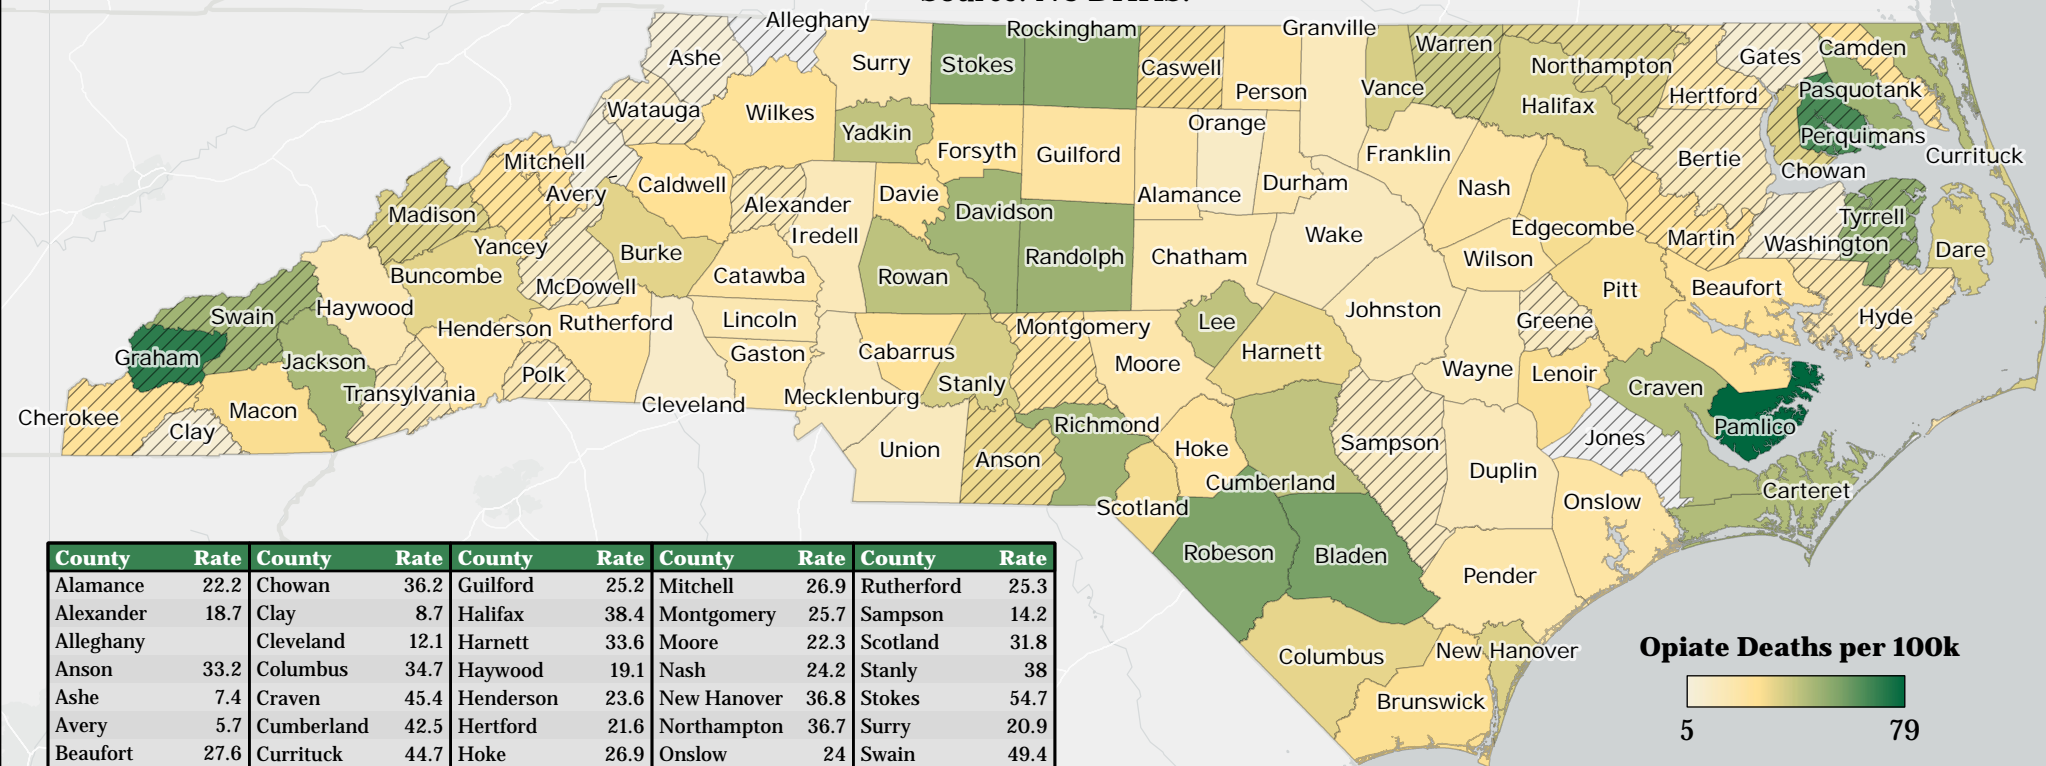 Alleghany
Rockingham
Granville
Ashe
Surry
Stokes
Caswell
Person
Vance
Warren
Northampton
Gates
Camden
Watauga
Wilkes
Yadkin
Forsyth
Guilford
Orange
Franklin
Halifax
Hertford
Pasquotank
Perquimans
Currituck
Mitchell
Avery
Caldwell
Alexander
Davie
Davidson
Alamance
Durham
Nash
Bertie
Chowan
Madison
Yancey
Burke
Iredell
Randolph
Chatham
Wake
Edgecombe
Martin
Tyrrell
Washington
Dare
Buncombe
McDowell
Catawba
Rowan
Wilson
Pitt
Beaufort
Swain
Haywood
Henderson
Rutherford
Lincoln
Montgomery
Lee
Johnston
Greene
Hyde
Graham
Jackson
Transylvania
Polk
Gaston
Cabarrus
Stanly
Moore
Harnett
Wayne
Lenoir
Craven
Cherokee
Clay
Macon
Cleveland
Mecklenburg
Richmond
Pamlico
Union
Anson
Hoke
Sampson
Duplin
Jones
Scotland
Cumberland
Onslow
Carteret
Robeson
Bladen
Pender
Columbus
New Hanover
Brunswick
County Rate County Rate County Rate County Rate County Rate
Alamance 22.2 Chowan 36.2 Guilford 25.2 Mitchell 26.9 Rutherford 25.3
Alexander 18.7 Clay 8.7 Halifax 38.4 Montgomery 25.7 Sampson 14.2
Alleghany Cleveland 12.1 Harnett 33.6 Moore 22.3 Scotland 31.8
Anson 33.2 Columbus 34.7 Haywood 19.1 Nash 24.2 Stanly 38
Ashe 7.4 Craven 45.4 Henderson 23.6 New Hanover 36.8 Stokes 54.7
Avery 5.7 Cumberland 42.5 Hertford 21.6 Northampton 36.7 Surry 20.9
Beaufort 27.6 Currituck 44.7 Hoke 26.9 Onslow 24 Swain 49.4
Opiate Deaths per 100k
5 79